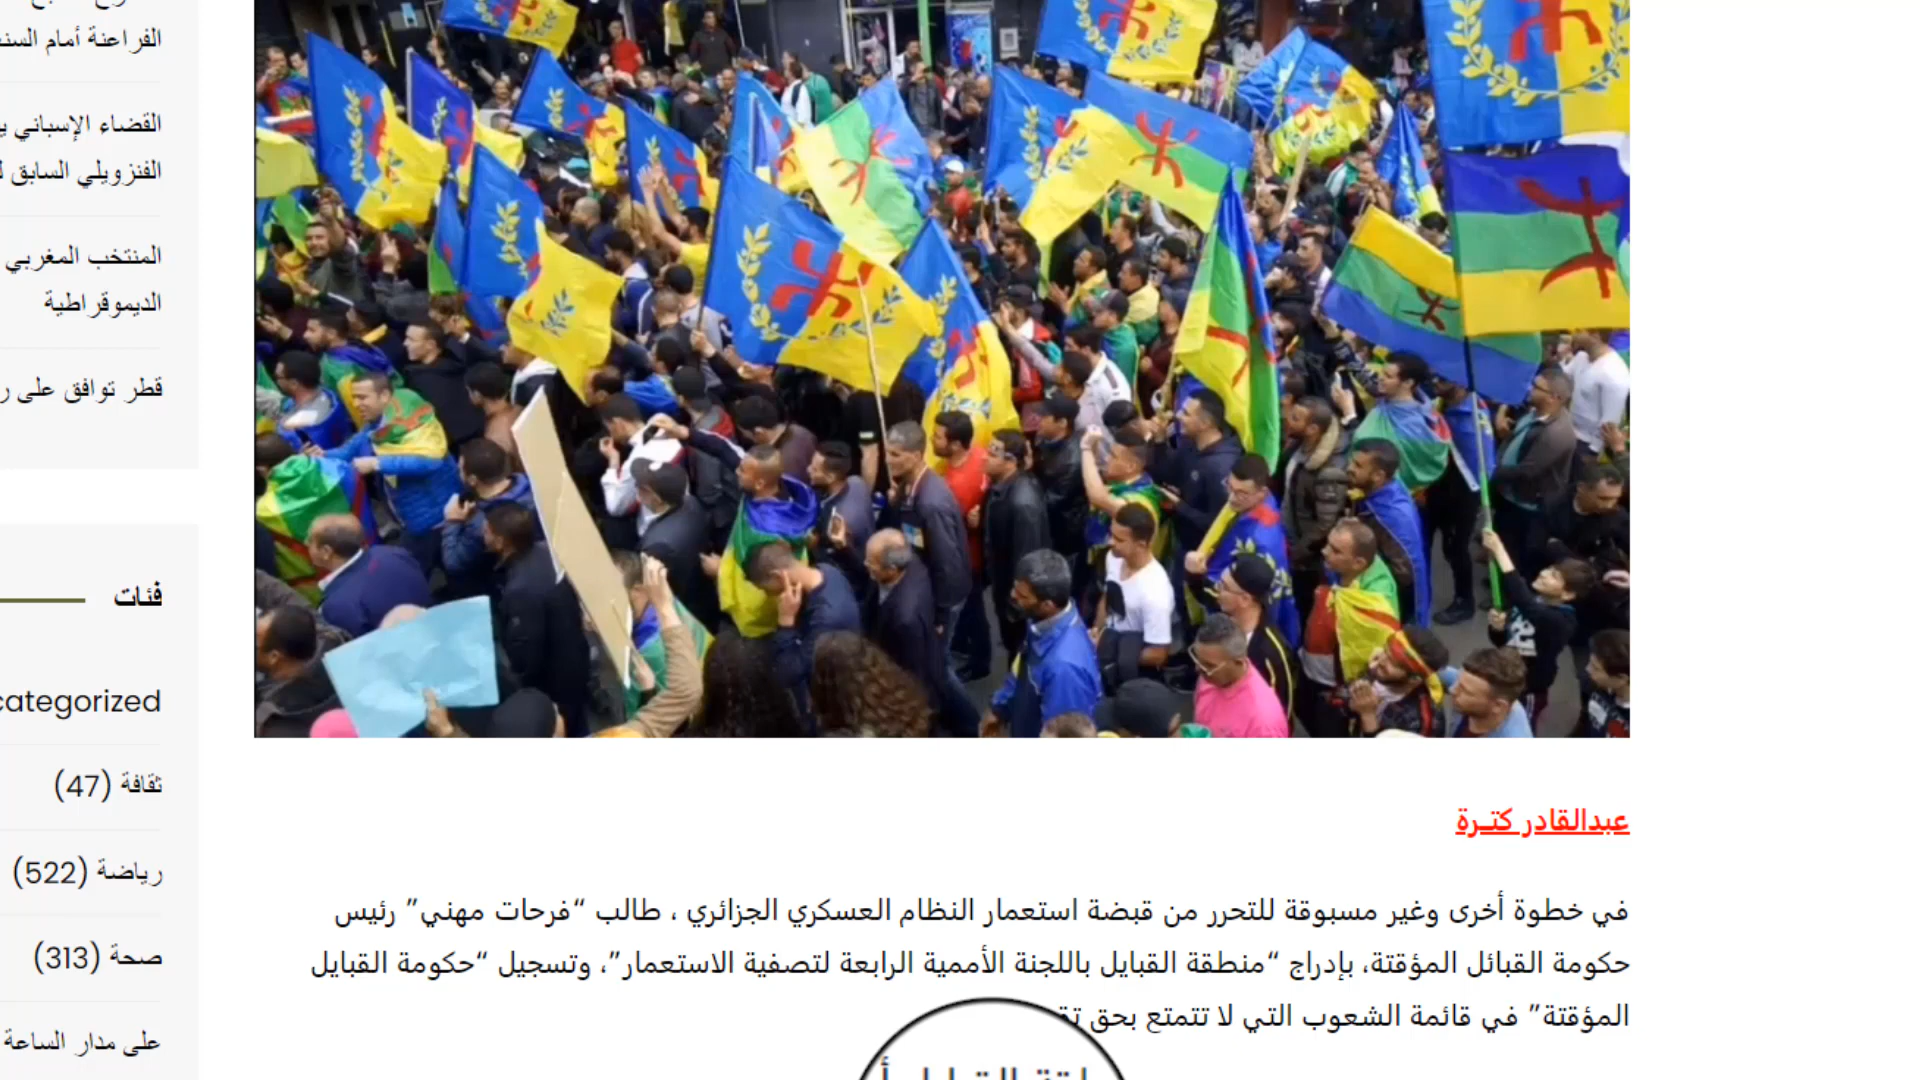 الفراعنة أمام
القضاء الإسباني
الفنزويلي السابق
المنتخب المغربي
الديموقراطية
قطر توافق على
فئات
ثقافة (47)
رياضة (522)
صحة (313)
على مدار الساعة
عبدالقادر كتـرة
في خطوة أخرى وغير مسبوقة للتحرر من قبضة استعمار النظام العسكري الجزائري ، طالب “فرحات مهني” رئيس
حكومة القبائل المؤقتة، بإدراج “منطقة القبايل باللجنة الأممية الرابعة لتصفية الاستعمار”، وتسجيل “حكومة القبايل
المؤقتة” في قائمة الشعوب التي لا تتمتع بحق